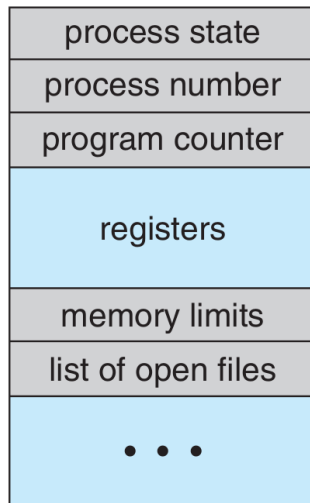 process state
process number
program counter
registers
memory limits
list of open files
• • •